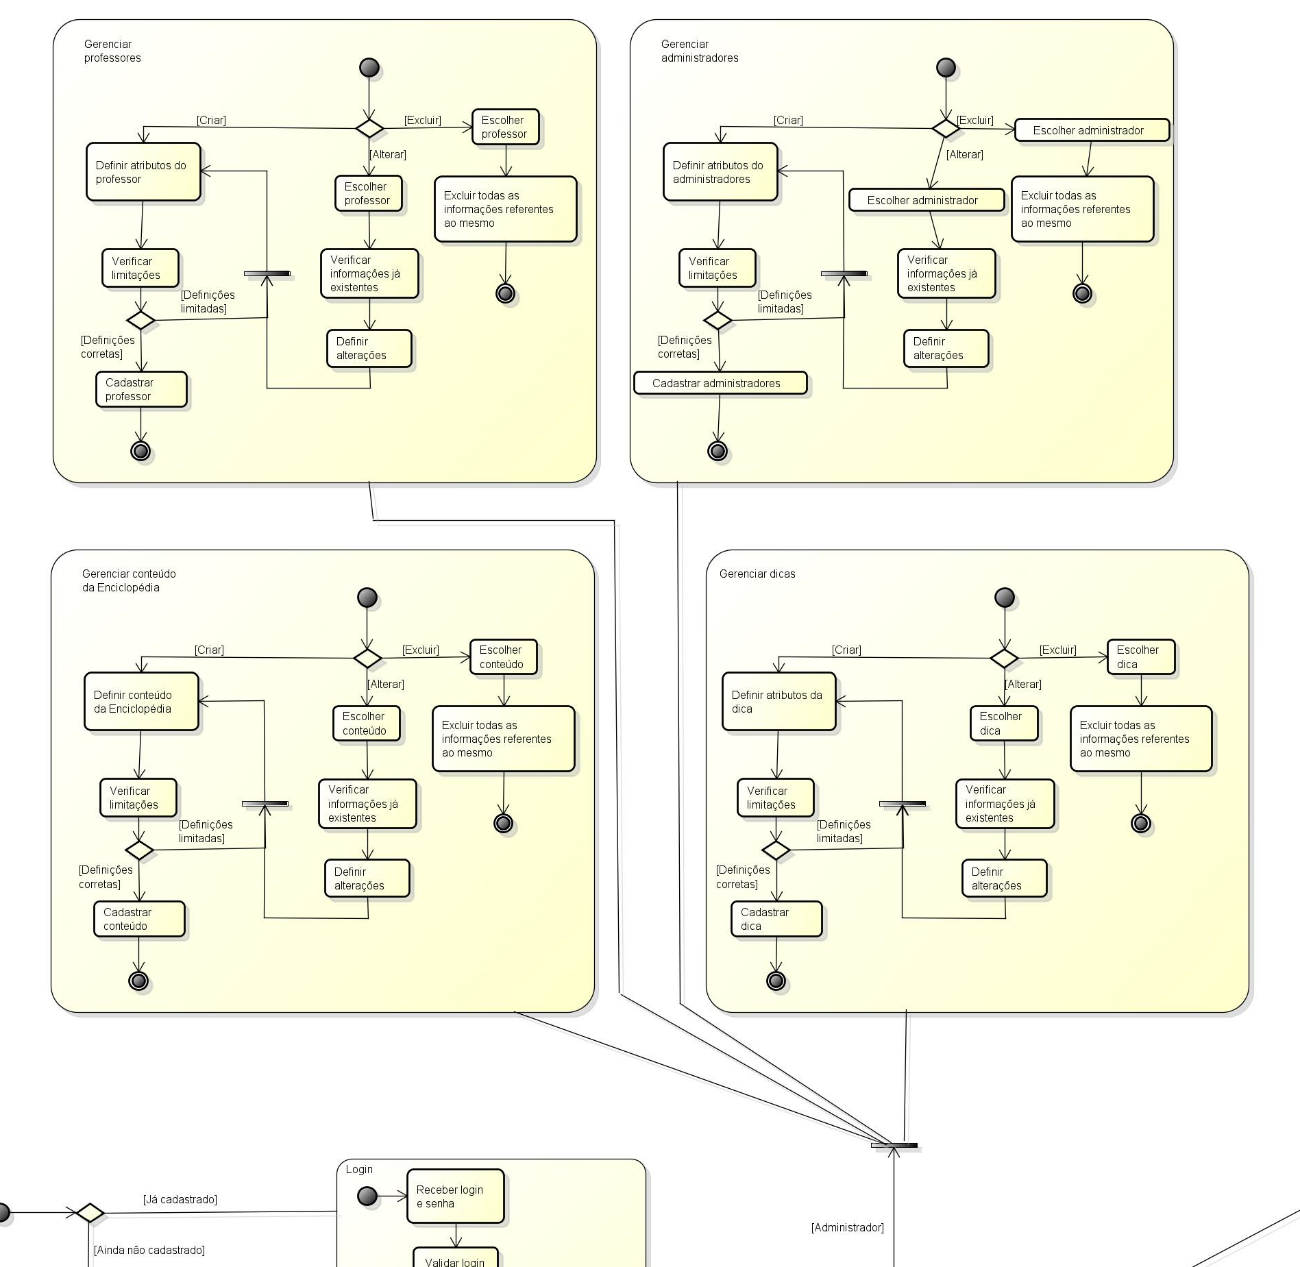 Gerenciar
professores
[Criar]
[Excluir]
Escolher
professor
[Alterar]
Definir atributos do
professor
Escolher
professor
Excluir todas as
informações referentes
ao mesmo
Verificar
limitações
Verificar
informações já
existentes
[Definições
limitadas]
[Definições
corretas]
Definir
alterações
Cadastrar
professor
Gerenciar
administradores
[Criar]
[Excluir]
Escolher administrador
[Alterar]
Definir atributos do
administradores
Escolher administrador
Excluir todas as
informações referentes
ao mesmo
Verificar
limitações
Verificar
informações já
existentes
[Definições
limitadas]
[Definições
corretas]
Definir
alterações
Cadastrar administradores
Gerenciar conteúdo
da Enciclopédia
[Criar]
[Excluir]
Escolher
conteúdo
[Alterar]
Definir conteúdo
da Enciclopédia
Escolher
conteúdo
Excluir todas as
informações referentes
ao mesmo
Verificar
limitações
Verificar
informações já
existentes
[Definições
limitadas]
[Definições
corretas]
Definir
alterações
Cadastrar
conteúdo
Gerenciar dicas
[Criar]
[Excluir]
Escolher
dica
[Alterar]
Definir atributos da
dica
Escolher
dica
Excluir todas as
informações referentes
ao mesmo
Verificar
limitações
Verificar
informações já
existentes
[Definições
limitadas]
[Definições
corretas]
Definir
alterações
Cadastrar
dica
Login
Receber login
e senha
[Já cadastrado]
[Administrador]
[Ainda não cadastrado]
Validar login